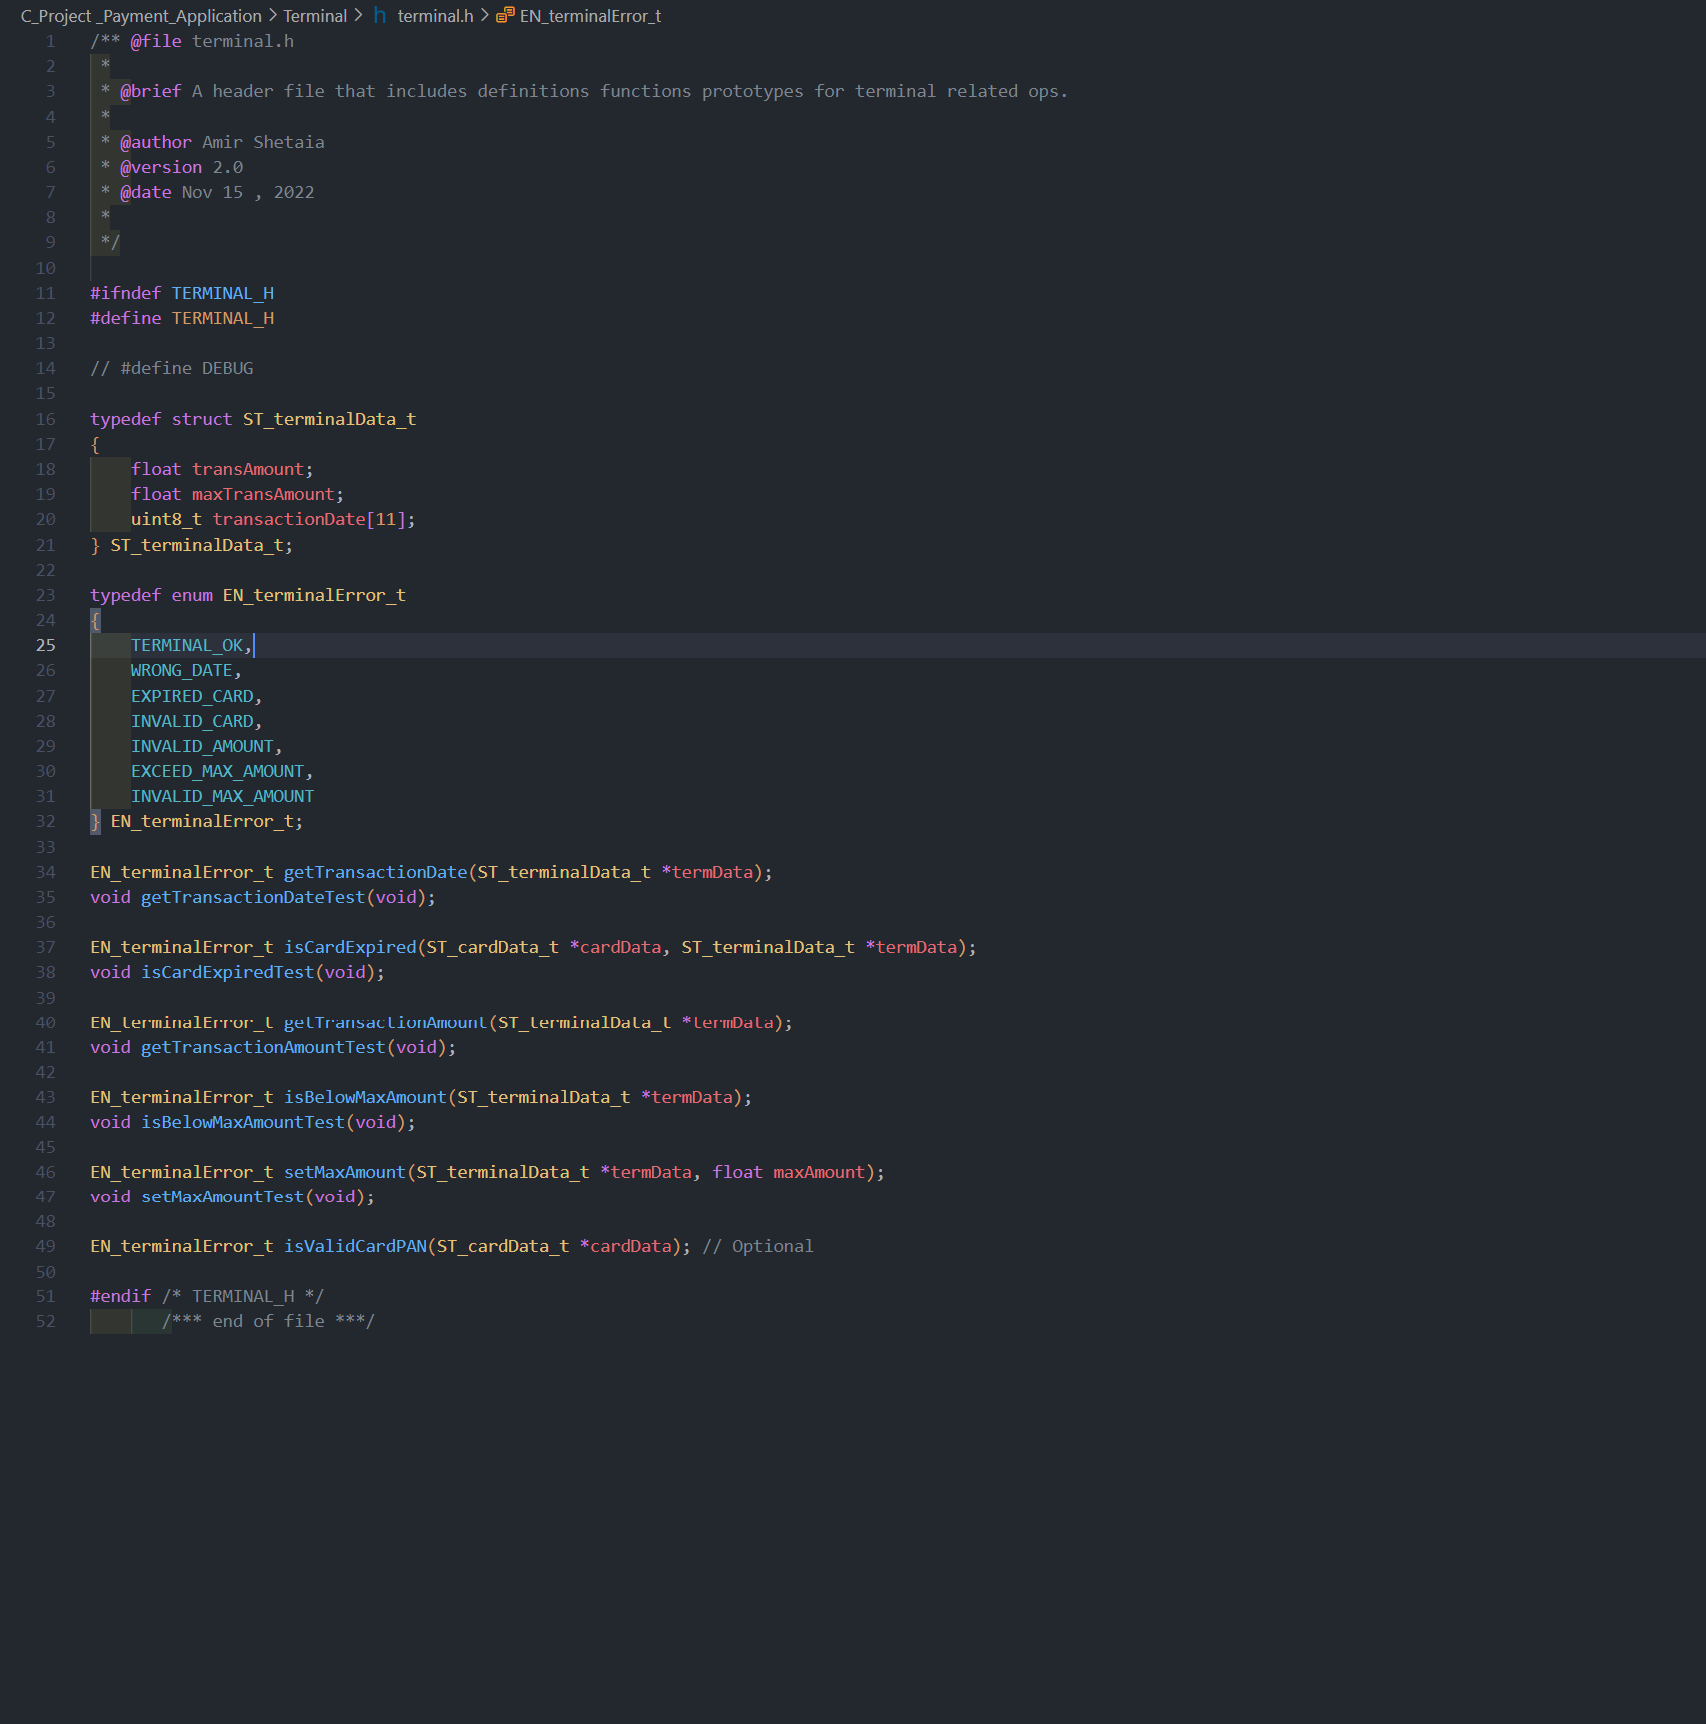 C_Project _Payment_Application > Terminal > h terminal.h > EN_terminalError_t
1 /** @file terminal.h
2  *
3  * @brief A header file that includes definitions functions prototypes for terminal related ops.
4  *
5  * @author Amir Shetaia
6  * @version 2.0
7  * @date Nov 15 , 2022
8  *
9  */
10
11 #ifndef TERMINAL_H
12 #define TERMINAL_H
13
14 // #define DEBUG
15
16 typedef struct ST_terminalData_t
17 {
18     float transAmount;
19     float maxTransAmount;
20     uint8_t transactionDate[11];
21 } ST_terminalData_t;
22
23 typedef enum EN_terminalError_t
24 {
25     TERMINAL_OK,
26     WRONG_DATE,
27     EXPIRED_CARD,
28     INVALID_CARD,
29     INVALID_AMOUNT,
30     EXCEED_MAX_AMOUNT,
31     INVALID_MAX_AMOUNT
32 } EN_terminalError_t;
33
34 EN_terminalError_t getTransactionDate(ST_terminalData_t *termData);
35 void getTransactionDateTest(void);
36
37 EN_terminalError_t isCardExpired(ST_cardData_t *cardData, ST_terminalData_t *termData);
38 void isCardExpiredTest(void);
39
40 EN_terminalError_t getTransactionAmount(ST_terminalData_t *termData);
41 void getTransactionAmountTest(void);
42
43 EN_terminalError_t isBelowMaxAmount(ST_terminalData_t *termData);
44 void isBelowMaxAmountTest(void);
45
46 EN_terminalError_t setMaxAmount(ST_terminalData_t *termData, float maxAmount);
47 void setMaxAmountTest(void);
48
49 EN_terminalError_t isValidCardPAN(ST_cardData_t *cardData); // Optional
50
51 #endif /* TERMINAL_H */
52        /*** end of file ***/